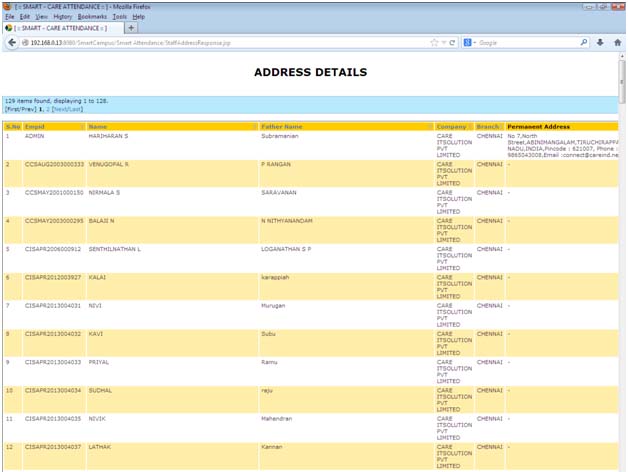 [ :: SMART - CARE ATTENDANCE :: ] - Mozilla Firefox
File Edit View History Bookmarks Tools Help
[ :: SMART - CARE ATTENDANCE :: ] +
192.168.0.13:8080/SmartCampus/Smart-Attendance/StaffAddressResponse.jsp
Google
ADDRESS DETAILS
129 items found, displaying 1 to 128.
[First/Prev] 1, 2 [Next/Last]
S.No Empid Name Father Name Company Branch Permanent Address
1 ADMIN HARIHARAN S Subramanian CARE ITSOLUTION PVT LIMITED CHENNAI No 7,North
Street,ABINIMANGALAM,TIRUCHIRAPPA
NADU,INDIA,Pincode : 621007, Phone :
9865043008,Email :connect@careind.ne
2 CCSAUG2003000333 VENUGOPAL R P RANGAN CARE ITSOLUTION PVT LIMITED CHENNAI -
3 CCSMAY2001000150 NIRMALA S SARAVANAN CARE ITSOLUTION PVT LIMITED CHENNAI -
4 CCSMAY2003000295 BALAJI N N NITHYANANDAM CARE ITSOLUTION PVT LIMITED CHENNAI -
5 CISAPR2006000912 SENTHILNATHAN L LOGANATHAN S P CARE ITSOLUTION PVT LIMITED CHENNAI -
6 CISAPR2012003927 KALAI karappiah CARE ITSOLUTION PVT LIMITED CHENNAI -
7 CISAPR2013004031 NIVI Murugan CARE ITSOLUTION PVT LIMITED CHENNAI -
8 CISAPR2013004032 KAVI Subu CARE ITSOLUTION PVT LIMITED CHENNAI -
9 CISAPR2013004033 PRIYAL Ramu CARE ITSOLUTION PVT LIMITED CHENNAI -
10 CISAPR2013004034 SUDHAL raju CARE ITSOLUTION PVT LIMITED CHENNAI -
11 CISAPR2013004035 NIVIK Mahendran CARE ITSOLUTION PVT LIMITED CHENNAI -
12 CISAPR2013004037 LATHAK Kannan CARE ITSOLUTION PVT LIMITED CHENNAI -